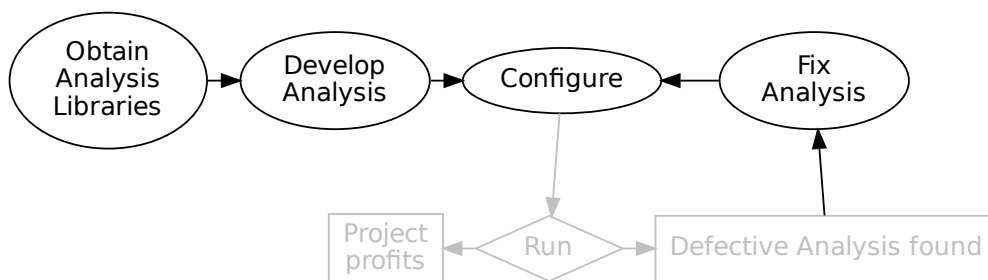 Obtain
Analysis
Libraries
Develop
Analysis
Configure
Fix
Analysis
Project
profits
Run
Defective Analysis found